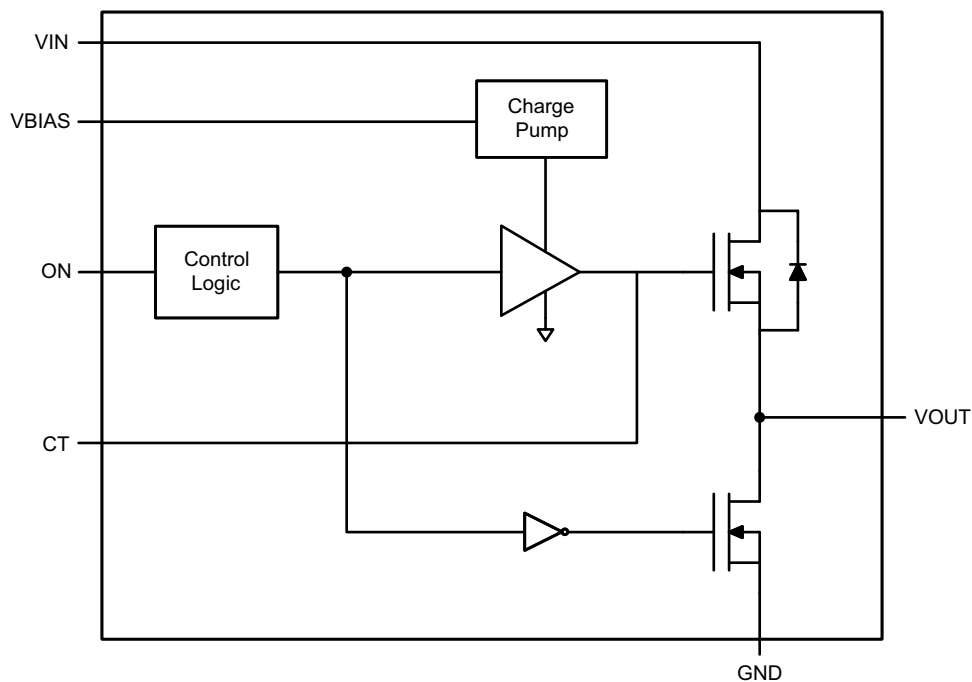 VIN
Charge
Pump
VBIAS
Control
Logic
ON
VOUT
CT
GND